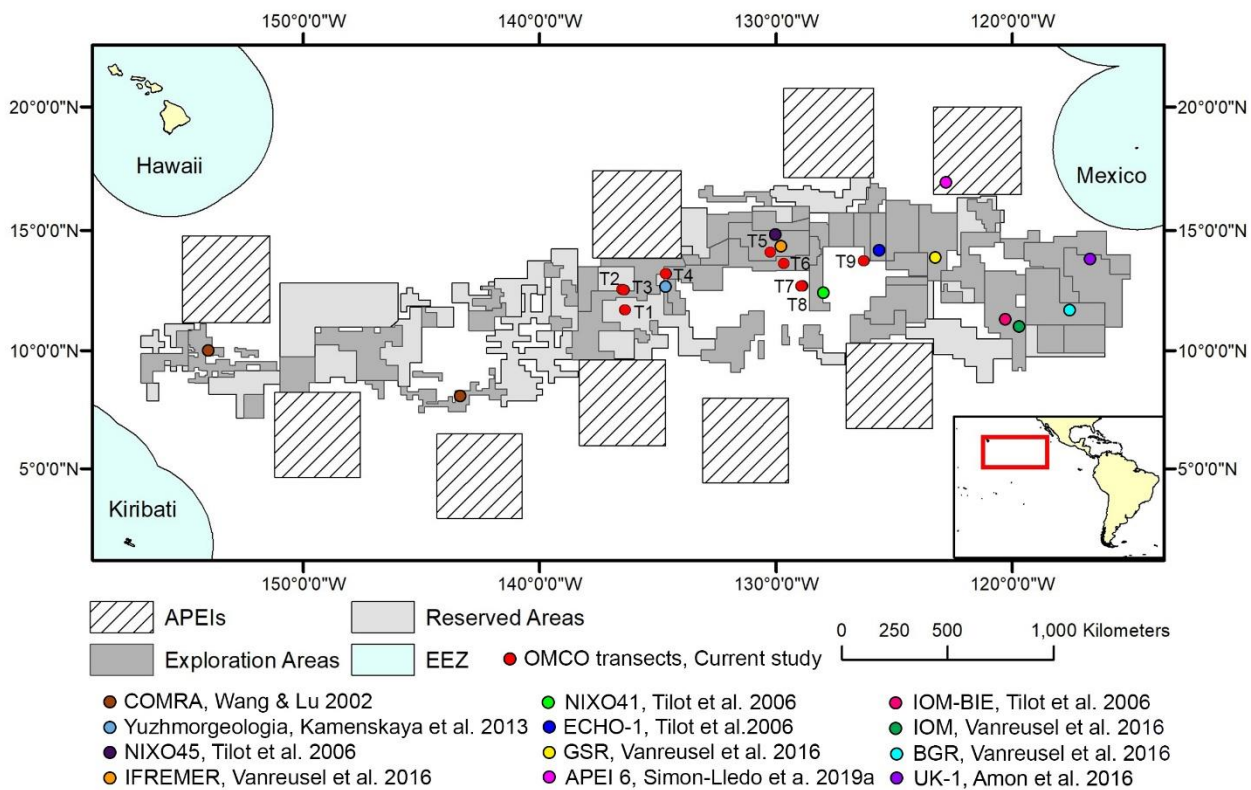 150°0'0"W 140°0'0"W 130°0'0"W 120°0'0"W
20°0'0"N 20°0'0"N
Hawaii Mexico
15°0'0"N 15°0'0"N
T5
T6
T9
T2 T3 T4
T7
T8
T1
10°0'0"N 10°0'0"N
5°0'0"N 5°0'0"N
Kiribati
150°0'0"W 140°0'0"W 130°0'0"W 120°0'0"W
APEIs Reserved Areas
0 250 500 1,000 Kilometers
Exploration Areas EEZ OMCO transects, Current study
COMRA, Wang & Lu 2002 NIXO41, Tilot et al. 2006 IOM-BIE, Tilot et al. 2006
Yuzhmorgeologia, Kamenskaya et al. 2013 ECHO-1, Tilot et al.2006 IOM, Vanreusel et al. 2016
NIXO45, Tilot et al. 2006 GSR, Vanreusel et al. 2016 BGR, Vanreusel et al. 2016
IFREMER, Vanreusel et al. 2016 APEI 6, Simon-Lledo et a. 2019a UK-1, Amon et al. 2016